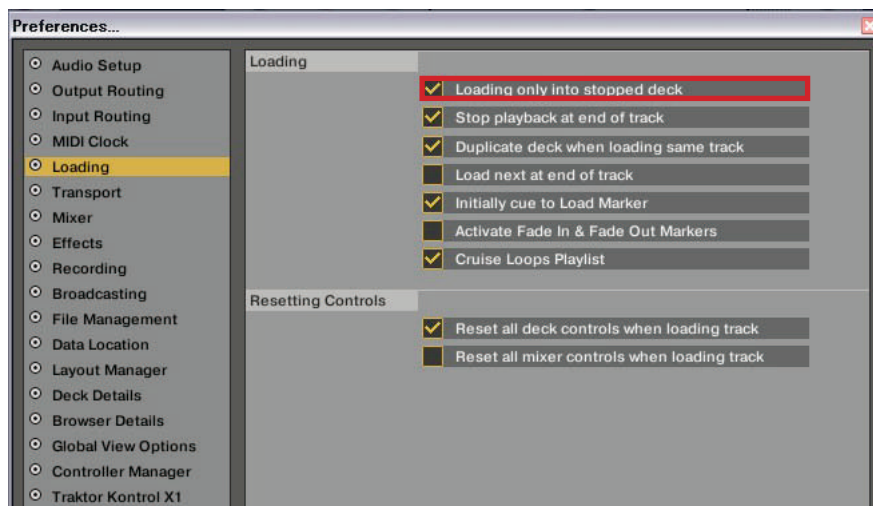 Preferences...
Audio Setup
Output Routing
Input Routing
MIDI Clock
Loading
Transport
Mixer
Effects
Recording
Broadcasting
File Management
Data Location
Layout Manager
Deck Details
Browser Details
Global View Options
Controller Manager
Traktor Kontrol X1
Loading
Loading only into stopped deck
Stop playback at end of track
Duplicate deck when loading same track
Load next at end of track
Initially cue to Load Marker
Activate Fade In & Fade Out Markers
Cruise Loops Playlist
Resetting Controls
Reset all deck controls when loading track
Reset all mixer controls when loading track